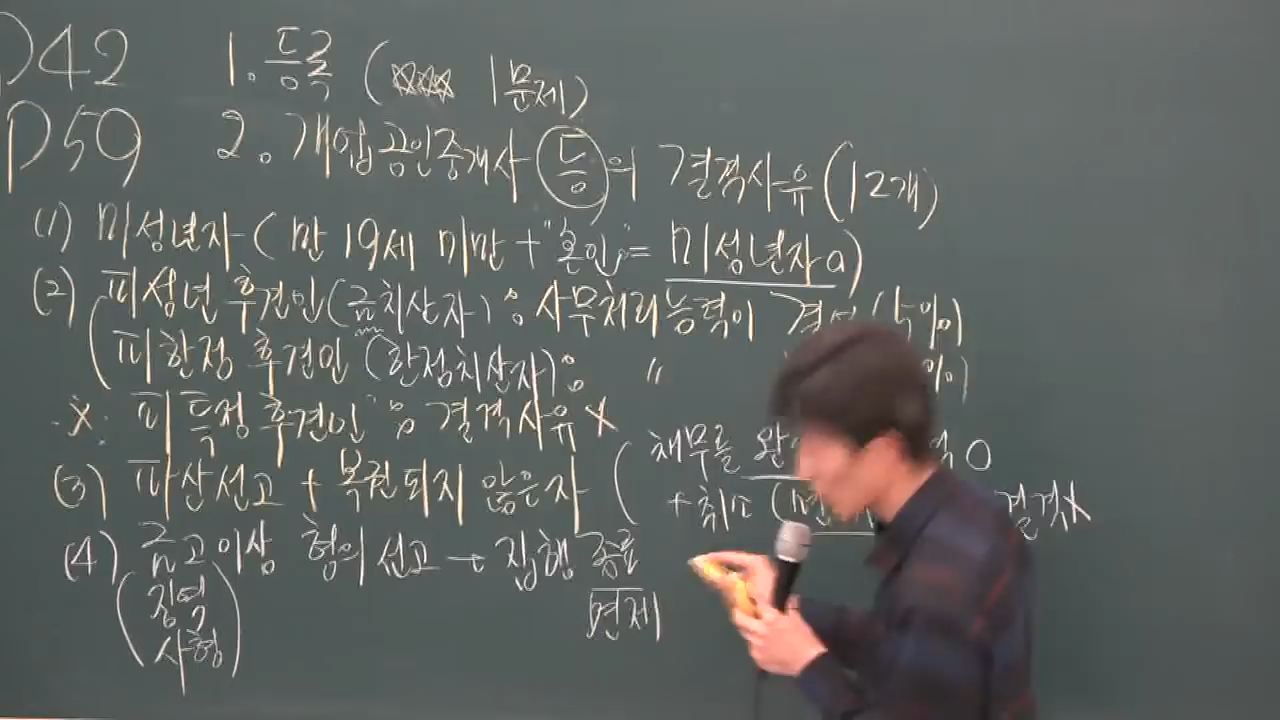 P42 1. 등록 (☆☆☆ 1문제)
P59 2. 개업공인중개사 등의 결격사유 (12개)
(1) 미성년자 (만 19세 미만 + "혼인" = 미성년자 O)
(2) 피성년 후견인 (금치산자) : 사무처리능력이
피한정 후견인 (한정치산자) : 〃
※ : 피특정 후견인 은 결격사유 X
(3) 파산선고 + 복권되지 않은자 ( 채무를 O
+ 취소 결격X
(4) 금고이상 형의 선고 → 집행 종료
(징역 면제
사형)